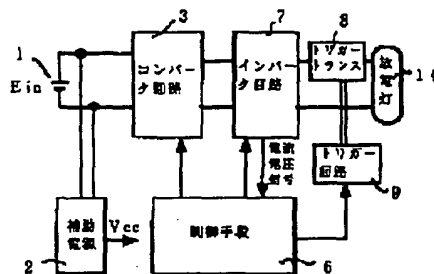 3
7
8
1
Ein
コンバー
タ回路
インバー
タ回路
トリガー
トランス
放電灯
14
電流
電圧
信号
トリガー
回路
9
補助
電源
Vcc
制御手段
2
6